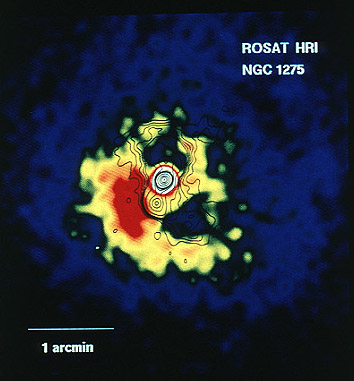 ROSAT HRI
NGC 1275
1 arcmin